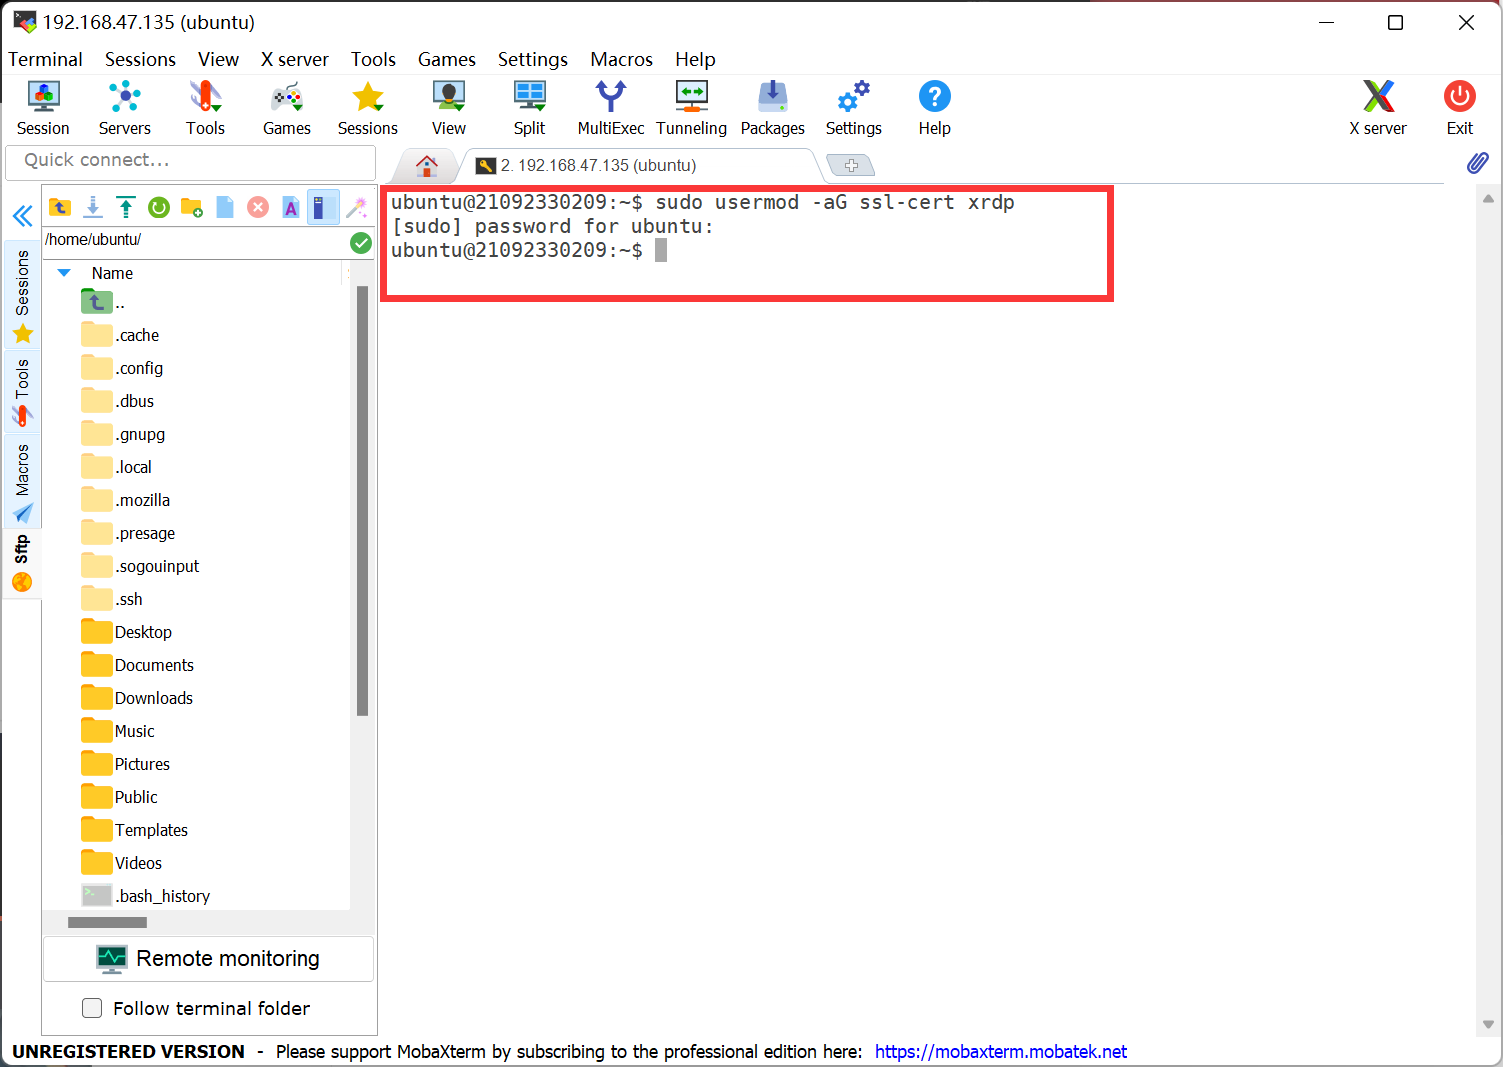 192.168.47.135 (ubuntu)
Terminal Sessions View X server Tools Games Settings Macros Help
Session Servers Tools Games Sessions View Split MultiExec Tunneling Packages Settings Help X server Exit
Quick connect...
2. 192.168.47.135 (ubuntu)
ubuntu@21092330209:~$ sudo usermod -aG ssl-cert xrdp
[sudo] password for ubuntu:
ubuntu@21092330209:~$
Sessions
Tools
Macros
Sftp
/home/ubuntu/
Name
..
.cache
.config
.dbus
.gnupg
.local
.mozilla
.presage
.sogouinput
.ssh
Desktop
Documents
Downloads
Music
Pictures
Public
Templates
Videos
.bash_history
Remote monitoring
Follow terminal folder
UNREGISTERED VERSION - Please support MobaXterm by subscribing to the professional edition here: https://mobaxterm.mobatek.net